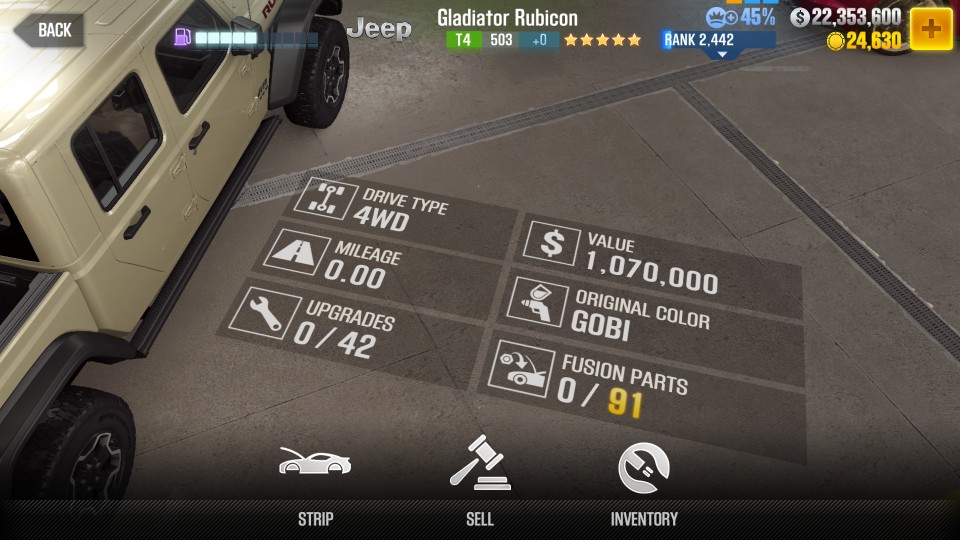 BACK
Jeep
Gladiator Rubicon
T4 503 +0
45%
RANK 2,442
$ 22,353,600
24,630
+
DRIVE TYPE
4WD
MILEAGE
0.00
UPGRADES
0 / 42
$ VALUE
1,070,000
ORIGINAL COLOR
GOBI
FUSION PARTS
0 / 91
STRIP
SELL
INVENTORY